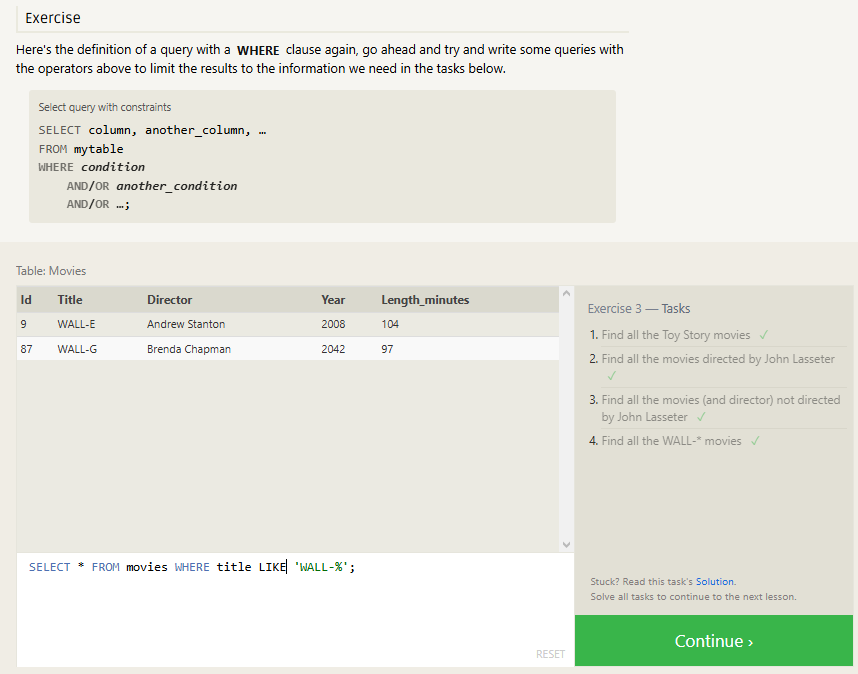 Exercise
Here's the definition of a query with a WHERE clause again, go ahead and try and write some queries with
the operators above to limit the results to the information we need in the tasks below.
Select query with constraints
SELECT column, another_column, …
FROM mytable
WHERE condition
AND/OR another_condition
AND/OR …;
Table: Movies
Id Title Director Year Length_minutes
9 WALL-E Andrew Stanton 2008 104
87 WALL-G Brenda Chapman 2042 97
SELECT * FROM movies WHERE title LIKE 'WALL-%';
RESET
Exercise 3 — Tasks
1. Find all the Toy Story movies ✓
2. Find all the movies directed by John Lasseter
✓
3. Find all the movies (and director) not directed
by John Lasseter ✓
4. Find all the WALL-* movies ✓
Stuck? Read this task's Solution.
Solve all tasks to continue to the next lesson.
Continue ›